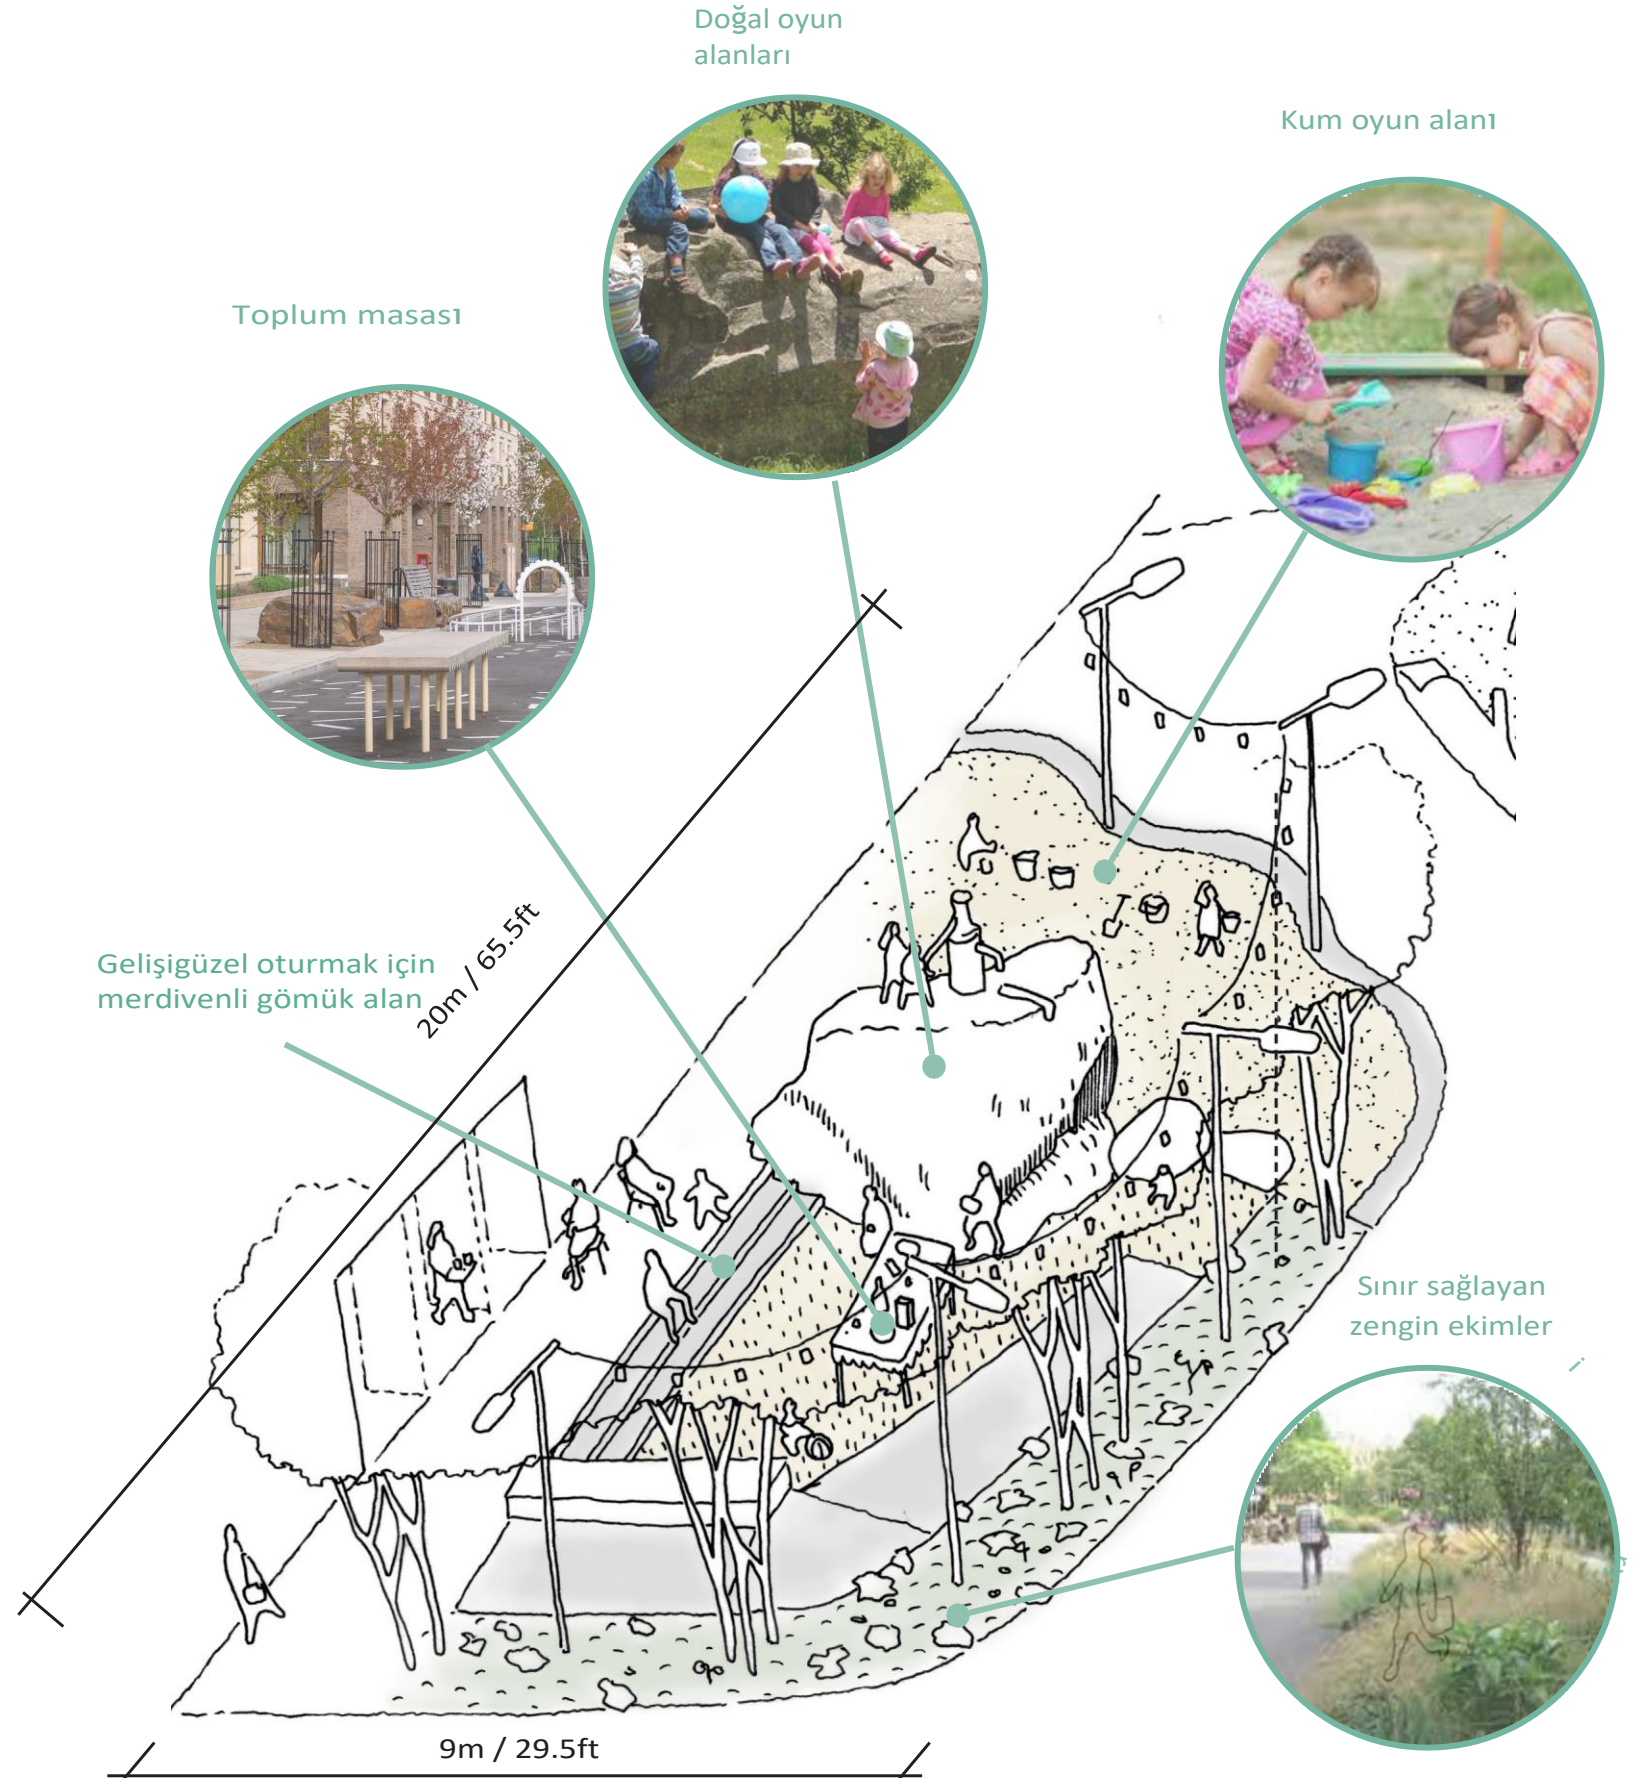 Doğal oyun
alanları
Kum oyun alanı
Toplum masası
Gelişigüzel oturmak için
merdivenli gömük alan
20m / 65.5ft
Sınır sağlayan
zengin ekimler
9m / 29.5ft